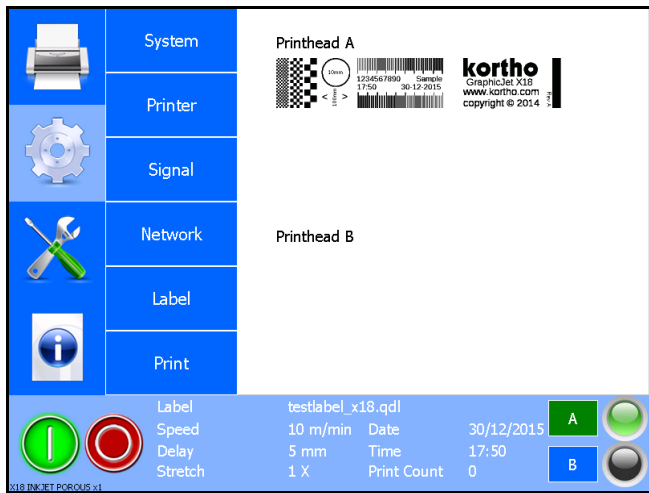 System
Printer
Signal
Network
Label
Print
Printhead A
10mm
100mm
1234567890 Sample
17:50 30-12-2015
kortho
GraphicJet X18
www.kortho.com
copyright © 2014
Rev.A
Printhead B
Label testlabel_x18.qdl
Speed 10 m/min Date 30/12/2015
Delay 5 mm Time 17:50
Stretch 1 X Print Count 0
A
B
X18 INKJET POROUS x1